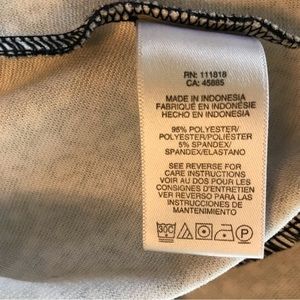 RN: 111818
CA: 45885
MADE IN INDONESIA
FABRIQUÉ EN INDONÉSIE
HECHO EN INDONESIA
95% POLYESTER/
POLYESTER/POLIÉSTER
5% SPANDEX/
SPANDEX/ELASTANO
SEE REVERSE FOR
CARE INSTRUCTIONS
VOIR AU DOS POUR LES
CONSIGNES D'ENTRETIEN
VER REVERSO PARA LAS
INSTRUCCIONES DE
MANTENIMIENTO
30C P